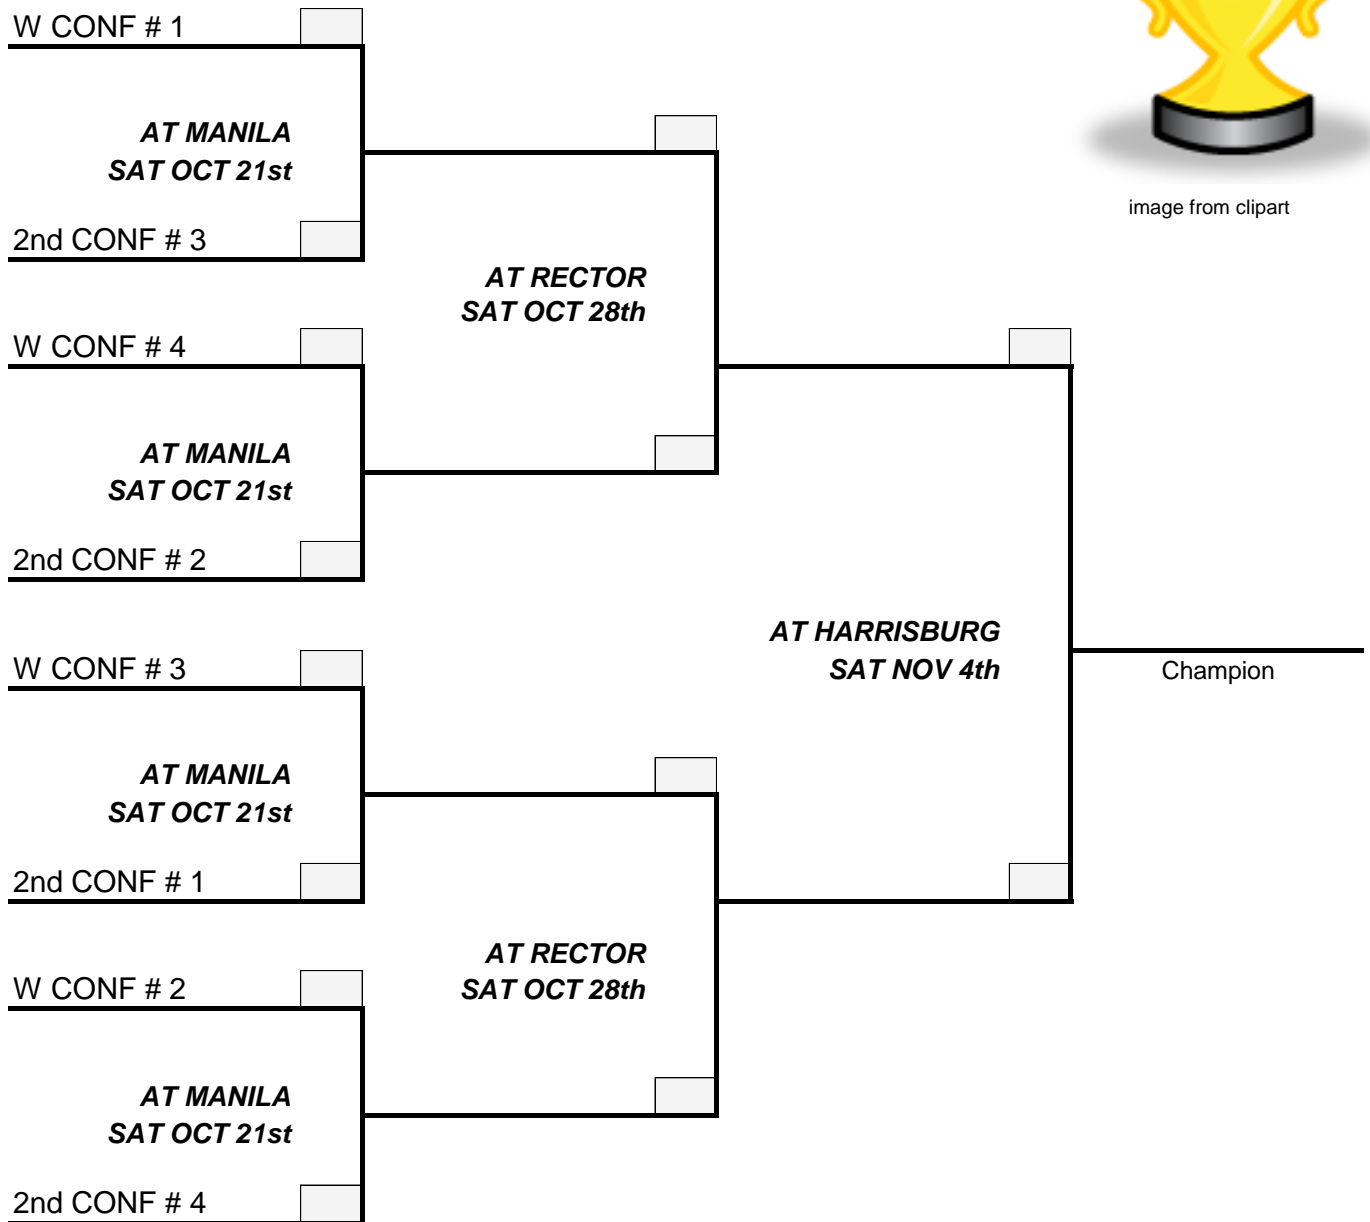 W CONF # 1
AT MANILA
SAT OCT 21st
image from clipart
2nd CONF # 3
AT RECTOR
SAT OCT 28th
W CONF # 4
AT MANILA
SAT OCT 21st
2nd CONF # 2
AT HARRISBURG
SAT NOV 4th
Champion
W CONF # 3
AT MANILA
SAT OCT 21st
2nd CONF # 1
AT RECTOR
SAT OCT 28th
W CONF # 2
AT MANILA
SAT OCT 21st
2nd CONF # 4